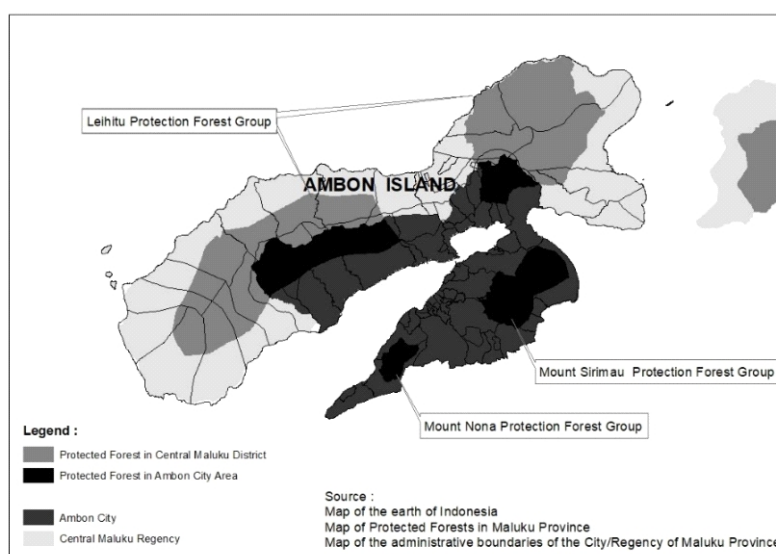 Leihitu Protection Forest Group
AMBON ISLAND
Mount Sirimau Protection Forest Group
Mount Nona Protection Forest Group
Legend :
Protected Forest in Central Maluku District
Protected Forest in Ambon City Area
Ambon City
Central Maluku Regency
Source :
Map of the earth of Indonesia
Map of Protected Forests in Maluku Province
Map of the administrative boundaries of the City/Regency of Maluku Province